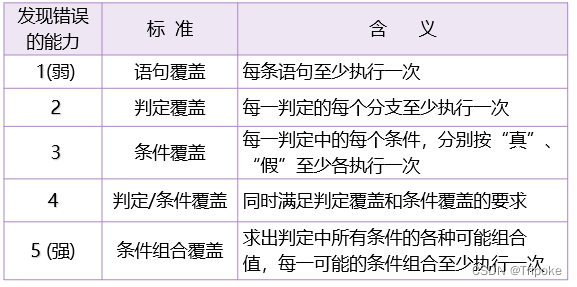 发现错误
的能力
标 准
含 义
1(弱)
语句覆盖
每条语句至少执行一次
2
判定覆盖
每一判定的每个分支至少执行一次
3
条件覆盖
每一判定中的每个条件，分别按“真”、
“假”至少各执行一次
4
判定/条件覆盖
同时满足判定覆盖和条件覆盖的要求
5 (强)
条件组合覆盖
求出判定中所有条件的各种可能组合
值，每一可能的条件组合至少执行一次
CSDN @Tripoke